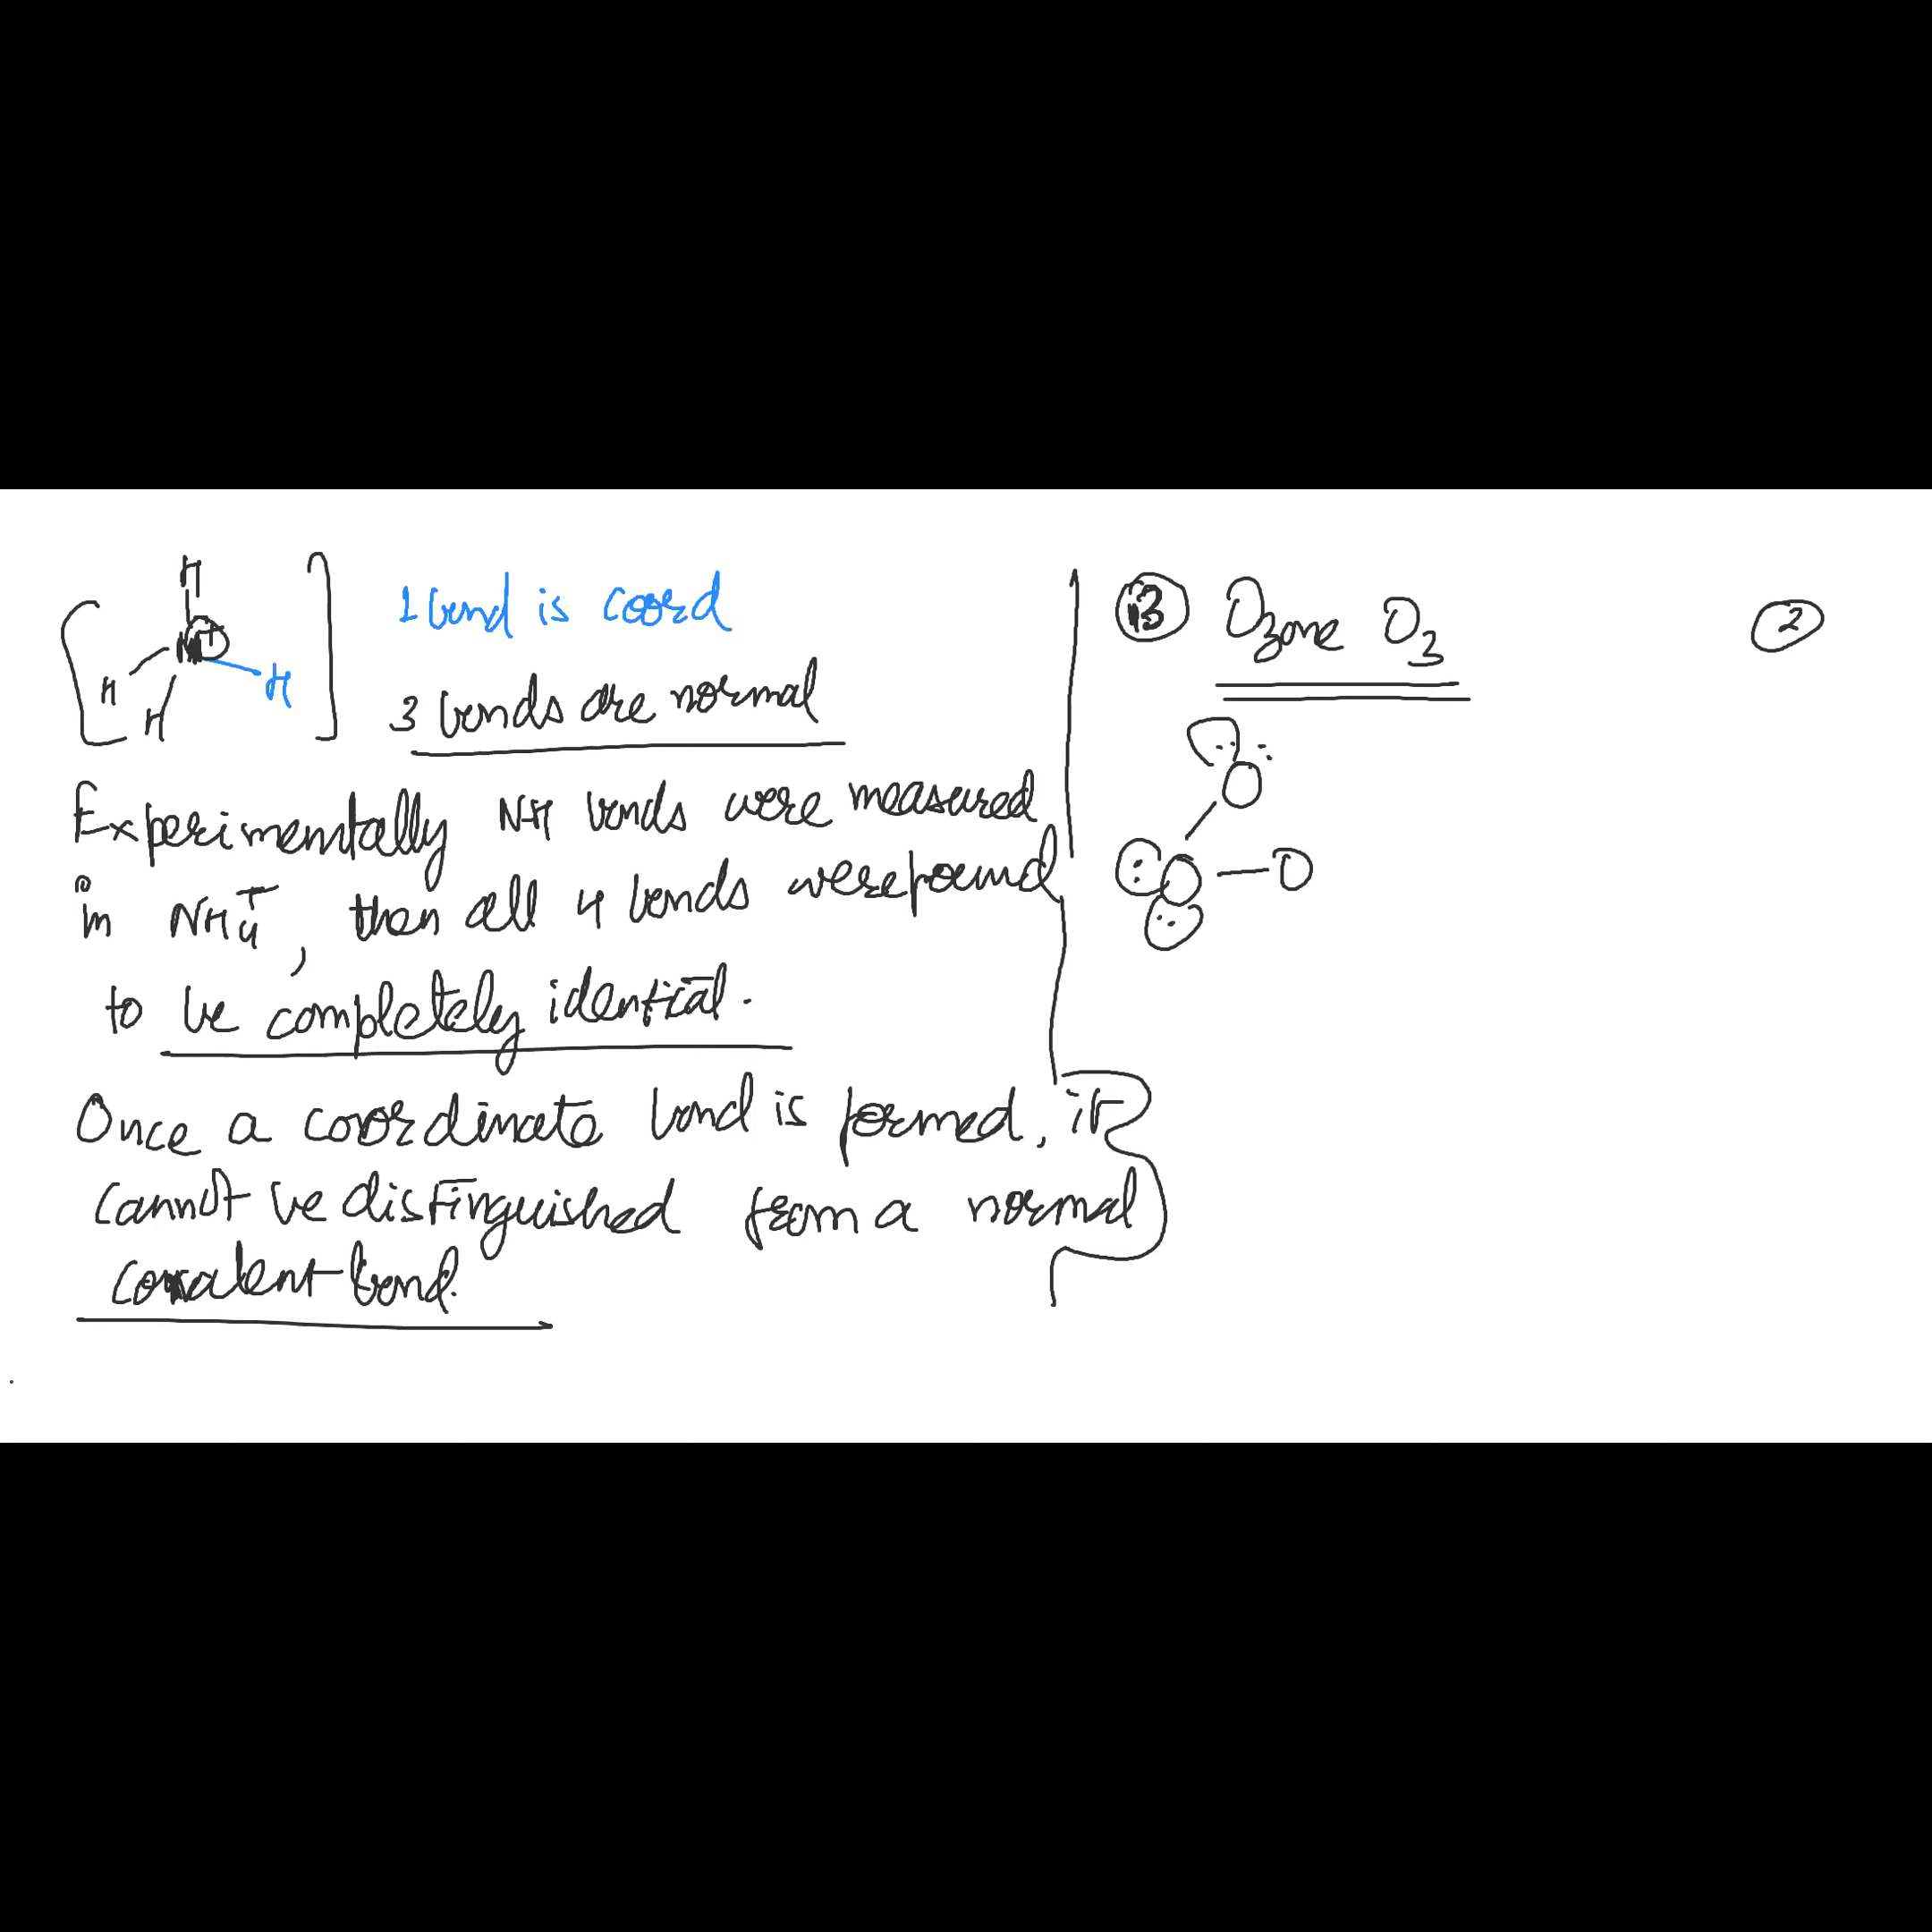 H
N +
H
H
H
1 bond is coord
3 bonds are normal
Experimentally NH bonds were measured
in NH4+, then all 4 bonds were found
to be completely identical.
Once a coordinate bond is formed, it
cannot be distinguished from a normal
covalent bond.
13 Ozone O3
2
O
O - O